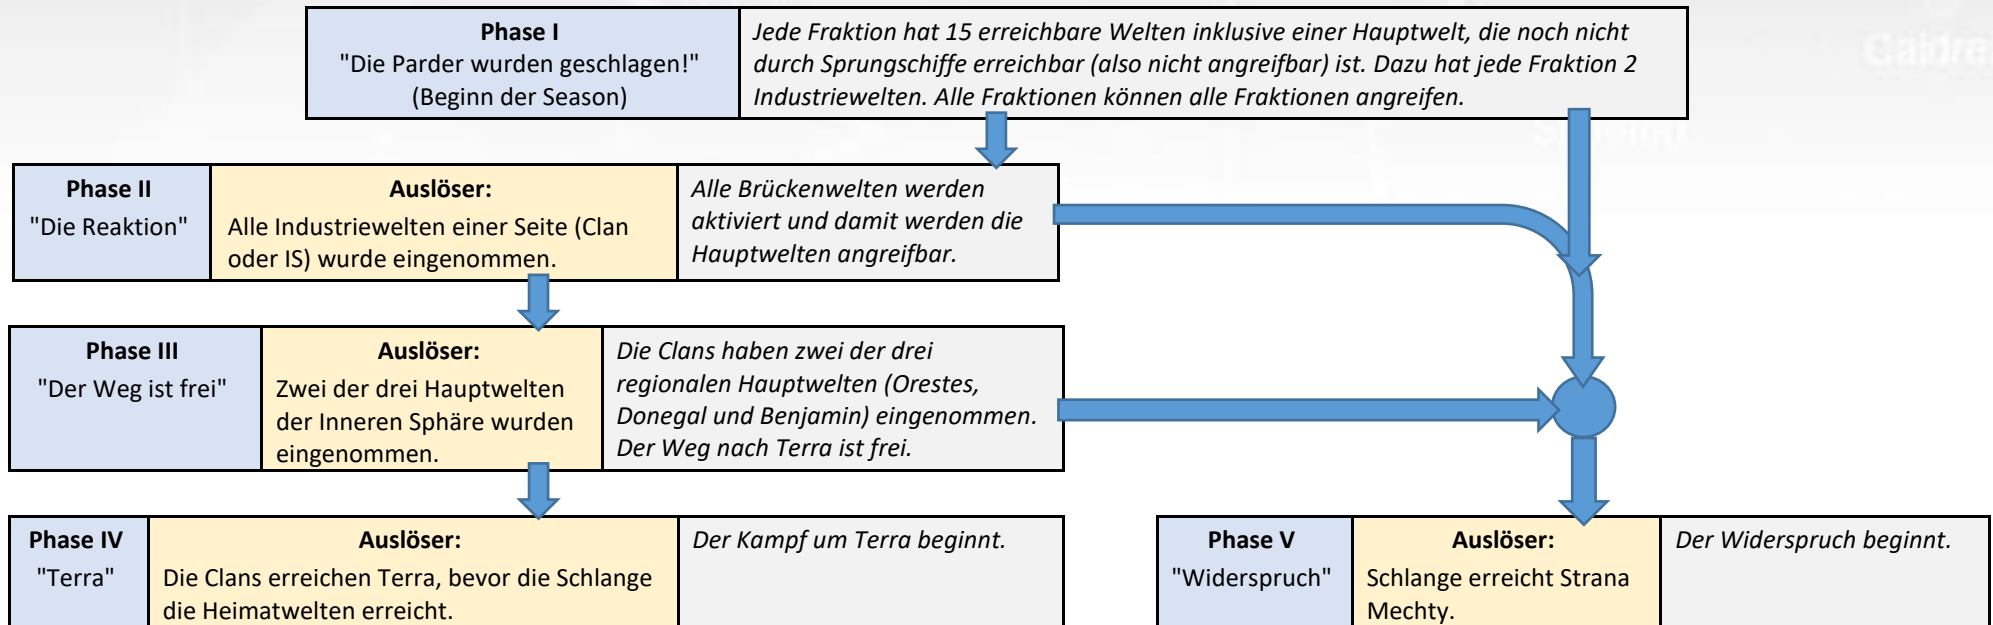 Phase I
"Die Parder wurden geschlagen!"
(Beginn der Season)
Jede Fraktion hat 15 erreichbare Welten inklusive einer Hauptwelt, die noch nicht
durch Sprungschiffe erreichbar (also nicht angreifbar) ist. Dazu hat jede Fraktion 2
Industriewelten. Alle Fraktionen können alle Fraktionen angreifen.
Phase II
"Die Reaktion"
Auslöser:
Alle Industriewelten einer Seite (Clan
oder IS) wurde eingenommen.
Alle Brückenwelten werden
aktiviert und damit werden die
Hauptwelten angreifbar.
Phase III
"Der Weg ist frei"
Auslöser:
Zwei der drei Hauptwelten
der Inneren Sphäre wurden
eingenommen.
Die Clans haben zwei der drei
regionalen Hauptwelten (Orestes,
Donegal und Benjamin) eingenommen.
Der Weg nach Terra ist frei.
Phase IV
"Terra"
Auslöser:
Die Clans erreichen Terra, bevor die Schlange
die Heimatwelten erreicht.
Der Kampf um Terra beginnt.
Phase V
"Widerspruch"
Auslöser:
Schlange erreicht Strana
Mechty.
Der Widerspruch beginnt.